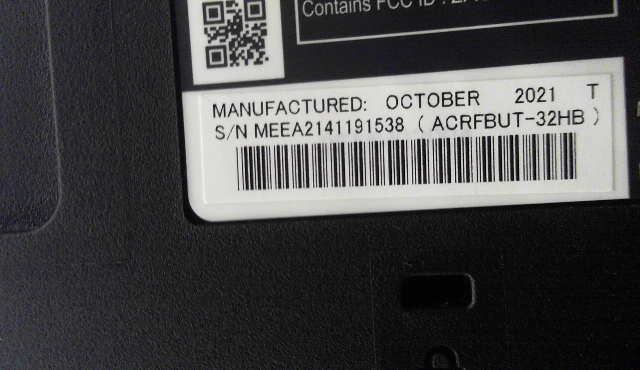 Contains FCC ID :
MANUFACTURED: OCTOBER 2021 T
S/N MEEA2141191538 ( ACRFBUT-32HB )